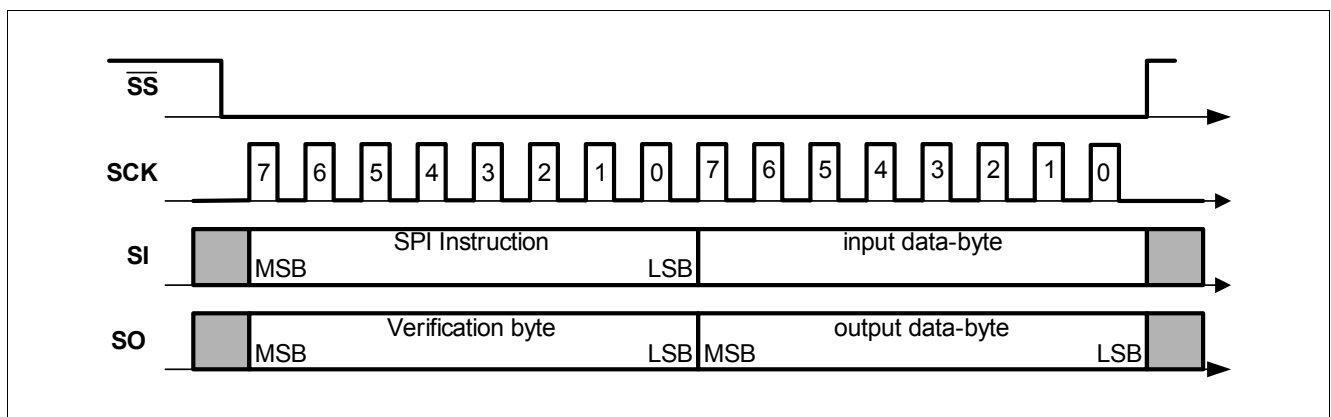 SS
SCK 7 6 5 4 3 2 1 0 7 6 5 4 3 2 1 0
SI SPI Instruction input data-byte
MSB LSB
SO Verification byte output data-byte
MSB LSB MSB LSB